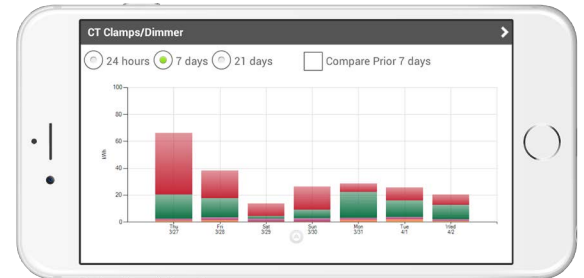 CT Clamps/Dimmer
24 hours 7 days 21 days Compare Prior 7 days
100
80
60
kWh
40
20
0
Thu Fri Sat Sun Mon Tue Wed
3/27 3/28 3/29 3/30 3/31 4/1 4/2